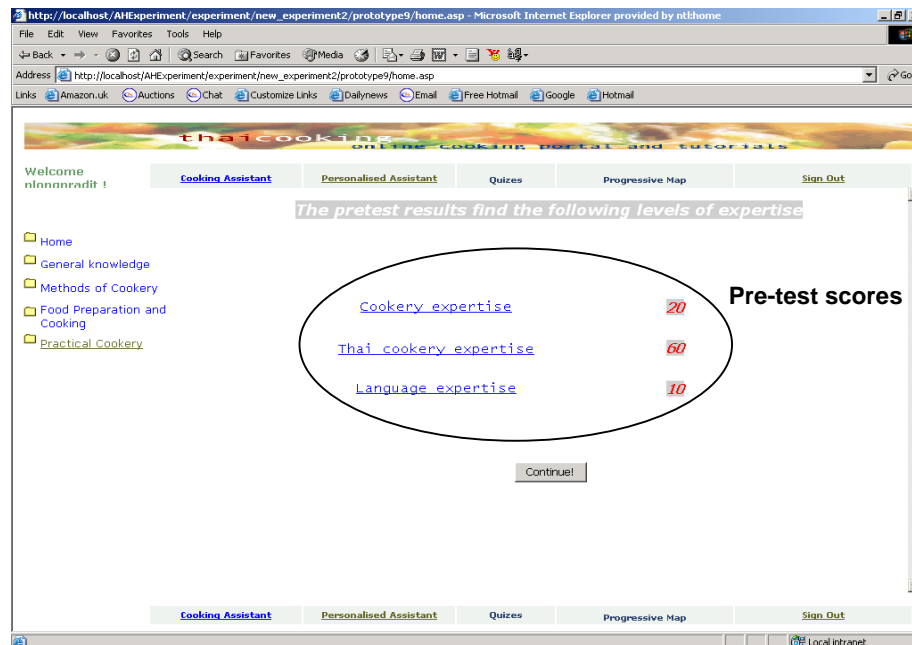 http://localhost/AHExperiment/experiment/new_experiment2/prototype9/home.asp - Microsoft Internet Explorer provided by ntl:home
File Edit View Favorites Tools Help
Back Search Favorites Media
Address http://localhost/AHExperiment/experiment/new_experiment2/prototype9/home.asp Go
Links Amazon.uk Auctions Chat Customize Links Dailynews Email Free Hotmail Google Hotmail
thaicooking
online cooking portal and tutorials
Welcome
plongpradit !
Cooking Assistant Personalised Assistant Quizes Progressive Map Sign Out
The pretest results find the following levels of expertise
Home
General knowledge
Methods of Cookery
Food Preparation and
Cooking
Practical Cookery
Cookery expertise 20
Thai cookery expertise 60
Language expertise 10
Pre-test scores
Continue!
Cooking Assistant Personalised Assistant Quizes Progressive Map Sign Out
Local intranet